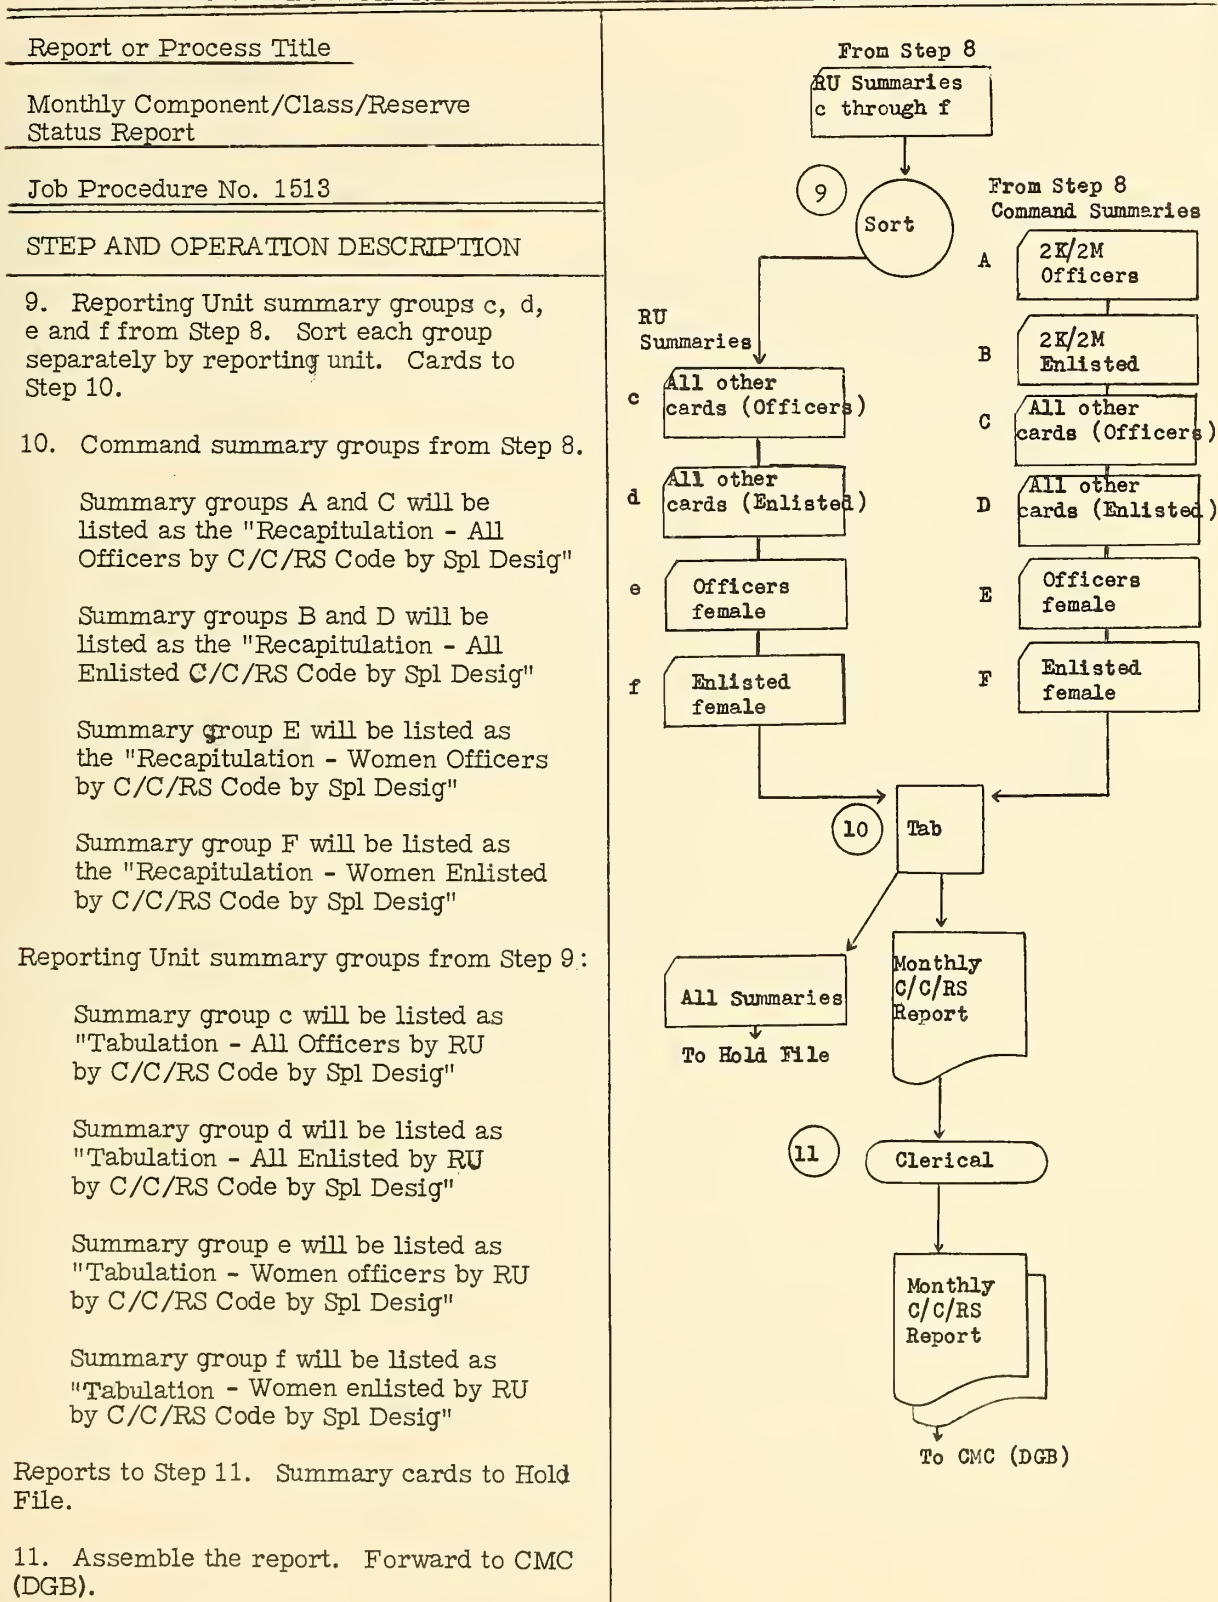 Report or Process Title
Monthly Component/Class/Reserve
Status Report
Job Procedure No. 1513
STEP AND OPERATION DESCRIPTION
9. Reporting Unit summary groups c, d,
e and f from Step 8. Sort each group
separately by reporting unit. Cards to
Step 10.
10. Command summary groups from Step 8.
Summary groups A and C will be
listed as the "Recapitulation - All
Officers by C/C/RS Code by Spl Desig"
Summary groups B and D will be
listed as the "Recapitulation - All
Enlisted C/C/RS Code by Spl Desig"
Summary group E will be listed as
the "Recapitulation - Women Officers
by C/C/RS Code by Spl Desig"
Summary group F will be listed as
the "Recapitulation - Women Enlisted
by C/C/RS Code by Spl Desig"
Reporting Unit summary groups from Step 9:
Summary group c will be listed as
"Tabulation - All Officers by RU
by C/C/RS Code by Spl Desig"
Summary group d will be listed as
"Tabulation - All Enlisted by RU
by C/C/RS Code by Spl Desig"
Summary group e will be listed as
"Tabulation - Women officers by RU
by C/C/RS Code by Spl Desig"
Summary group f will be listed as
"Tabulation - Women enlisted by RU
by C/C/RS Code by Spl Desig"
Reports to Step 11. Summary cards to Hold
File.
11. Assemble the report. Forward to CMC
(DGB).
From Step 8
RU Summaries
c through f
9
Sort
From Step 8
Command Summaries
A
2K/2M
Officers
B
2K/2M
Enlisted
C
All other
cards (Officers)
D
All other
cards (Enlisted)
E
Officers
female
F
Enlisted
female
RU
Summaries
c
All other
cards (Officers)
d
All other
cards (Enlisted)
e
Officers
female
f
Enlisted
female
10
Tab
All Summaries
To Hold File
Monthly
C/C/RS
Report
11
Clerical
Monthly
C/C/RS
Report
To CMC (DGB)